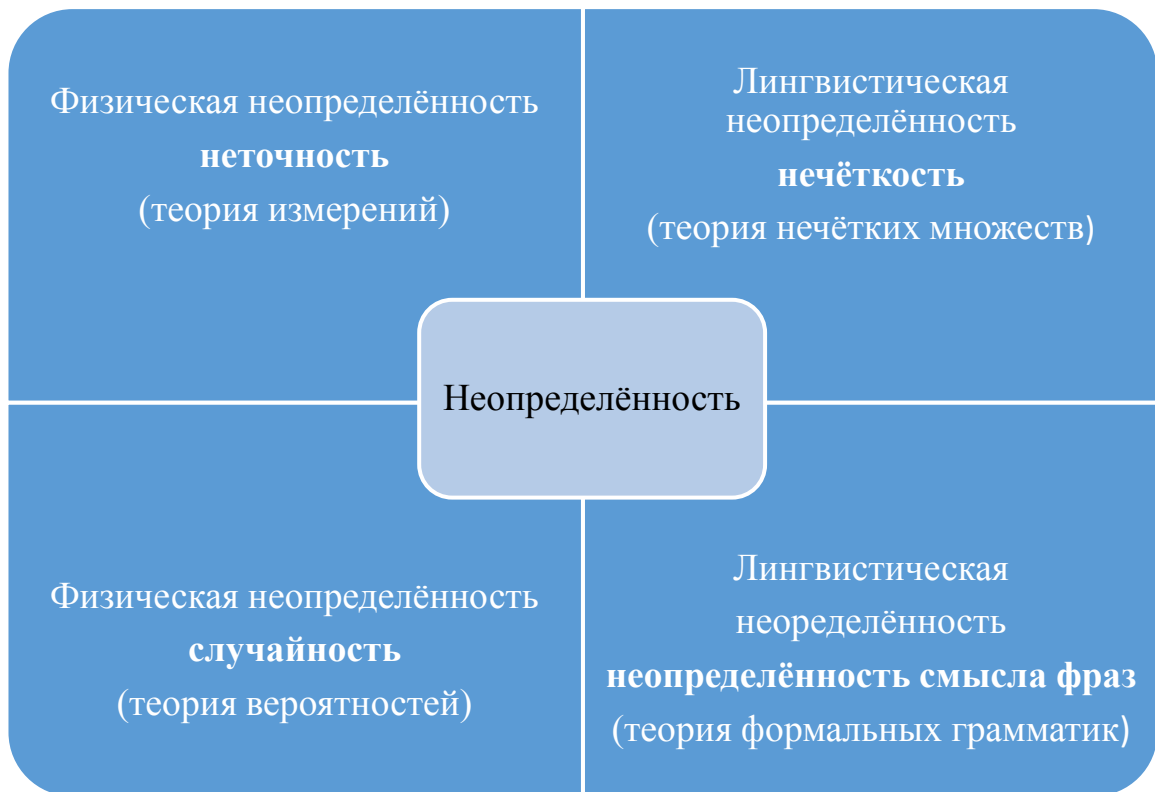 Физическая неопределённость
неточность
(теория измерений)
Лингвистическая
неопределённость
нечёткость
(теория нечётких множеств)
Неопределённость
Физическая неопределённость
случайность
(теория вероятностей)
Лингвистическая
неоределённость
неопределённость смысла фраз
(теория формальных грамматик)